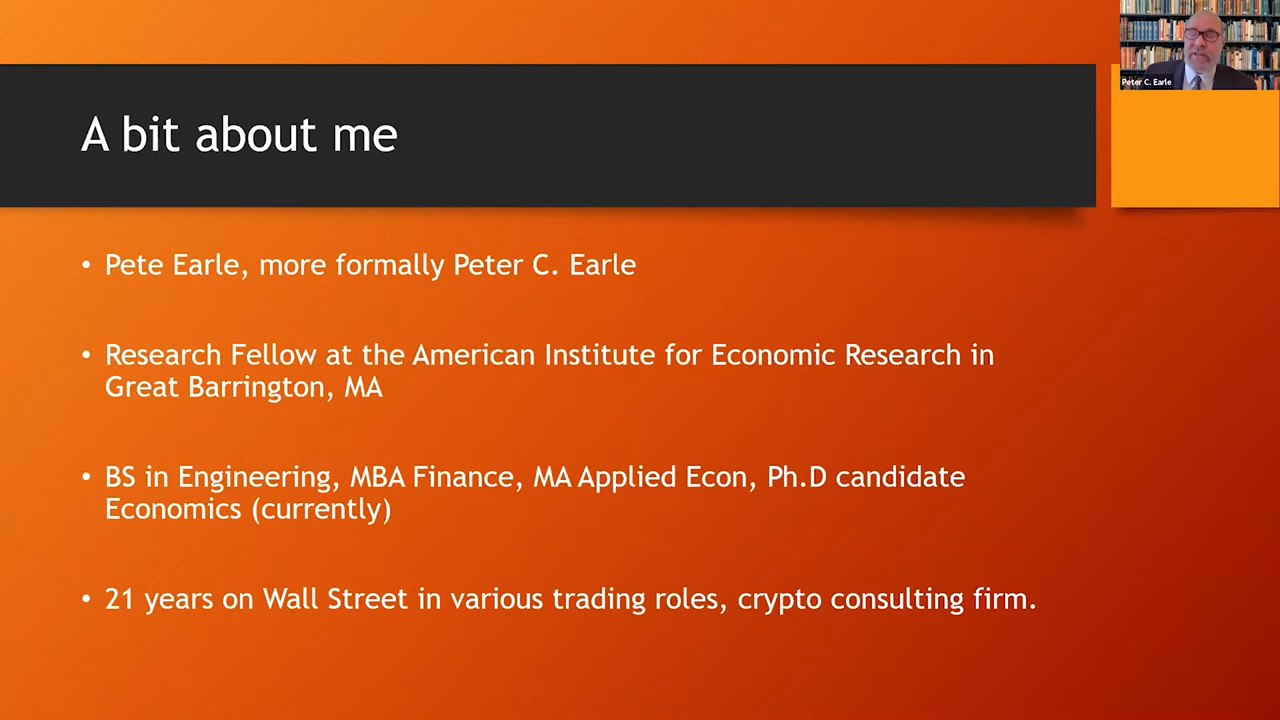 Peter C. Earle
A bit about me
• Pete Earle, more formally Peter C. Earle
• Research Fellow at the American Institute for Economic Research in
Great Barrington, MA
• BS in Engineering, MBA Finance, MA Applied Econ, Ph.D candidate
Economics (currently)
• 21 years on Wall Street in various trading roles, crypto consulting firm.